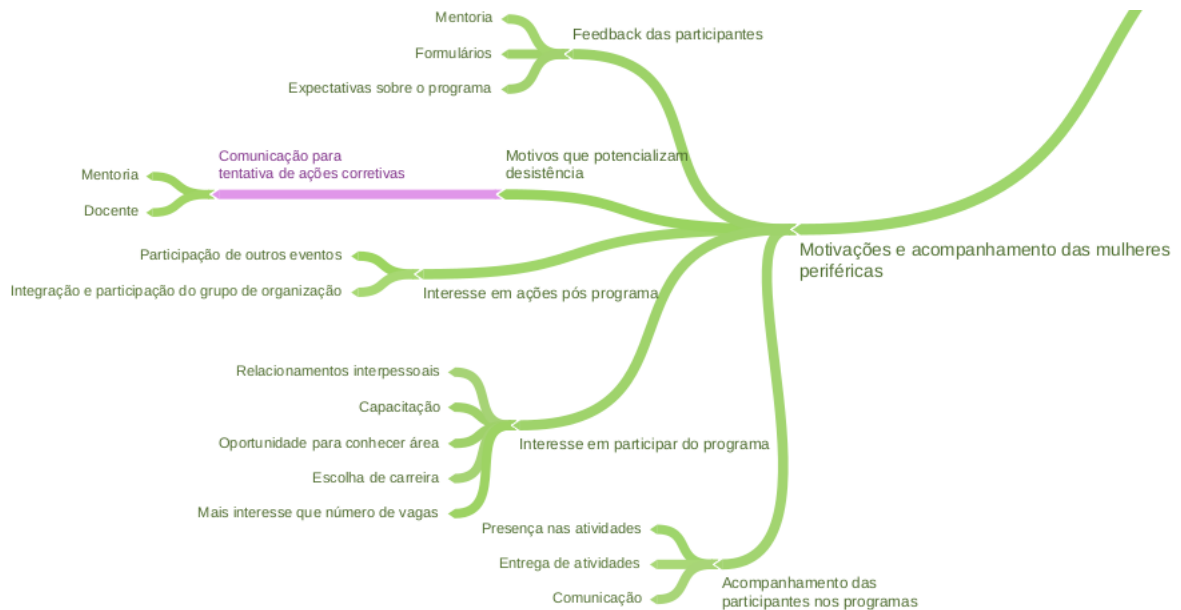 Mentoria
Feedback das participantes
Formulários
Expectativas sobre o programa
Comunicação para
tentativa de ações corretivas
Motivos que potencializam
desistência
Mentoria
Docente
Motivações e acompanhamento das mulheres
periféricas
Participação de outros eventos
Integração e participação do grupo de organização
Interesse em ações pós programa
Relacionamentos interpessoais
Capacitação
Oportunidade para conhecer área
Escolha de carreira
Mais interesse que número de vagas
Interesse em participar do programa
Presença nas atividades
Entrega de atividades
Comunicação
Acompanhamento das
participantes nos programas